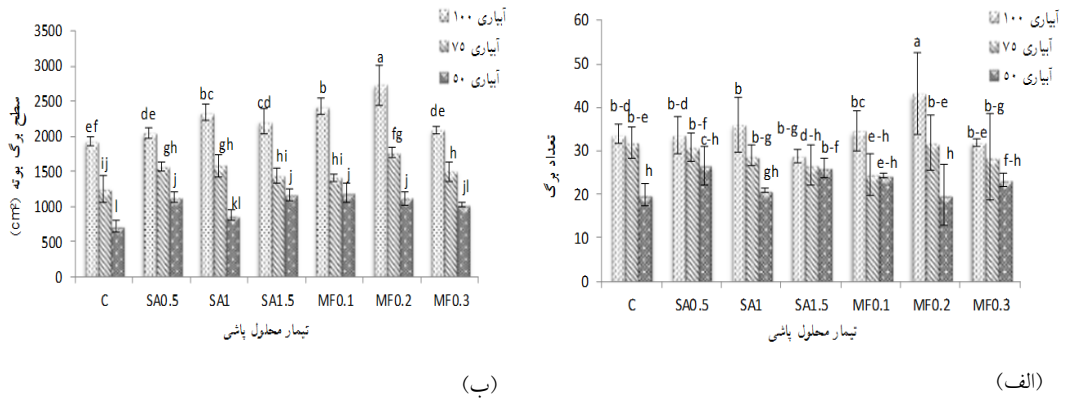 آبیاری ۱۰۰
آبیاری ۷۵
آبیاری ۵۰
60
50
40
30
20
10
0
تعداد برگ
b-d
b-e
h
b-d
b-f
c-h
b
b-g
gh
b-g
d-h
b-f
bc
e-h
e-h
a
b-e
h
b-e
b-g
f-h
C SA0.5 SA1 SA1.5 MF0.1 MF0.2 MF0.3
تیمار محلول پاشی
(الف)
آبیاری ۱۰۰
آبیاری ۷۵
آبیاری ۵۰
3500
3000
2500
2000
1500
1000
500
0
سطح برگ بوته (cm²)
ef
ij
l
de
gh
j
bc
gh
kl
cd
hi
j
b
hi
j
a
fg
j
de
h
jl
C SA0.5 SA1 SA1.5 MF0.1 MF0.2 MF0.3
تیمار محلول پاشی
(ب)